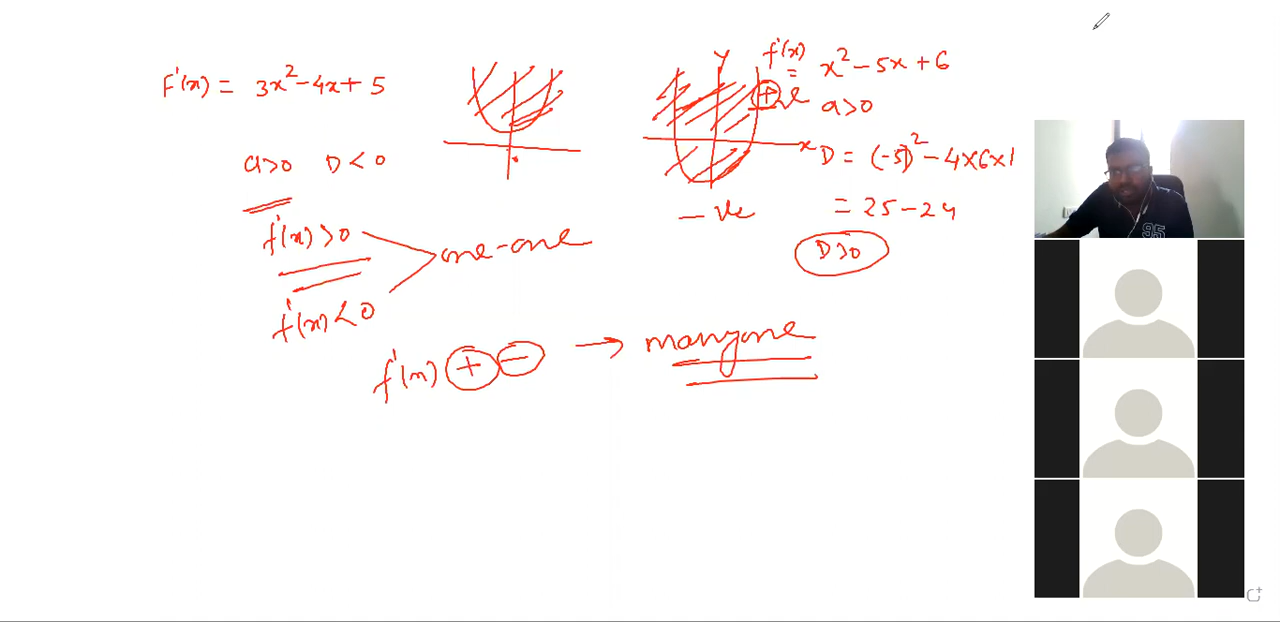 f'(x) = 3x² - 4x + 5
a>0 D < 0
f'(x) > 0
f'(x) < 0
one-one
f'(x) + - → manyone
y
x
+ve
- ve
f'(x) = x² - 5x + 6
a>0
D = (-5)² - 4×6×1
= 25 - 24
D>0
95